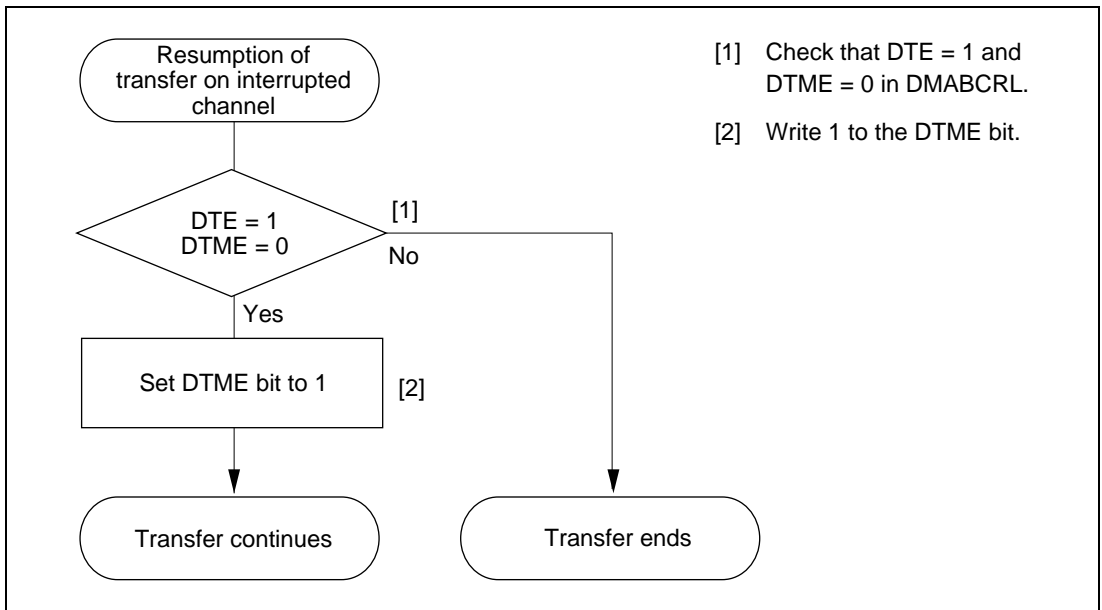 Resumption of
transfer on interrupted
channel
[1] Check that DTE = 1 and
DTME = 0 in DMABCRL.
[2] Write 1 to the DTME bit.
DTE = 1
DTME = 0
[1]
No
Yes
Set DTME bit to 1
[2]
Transfer continues
Transfer ends